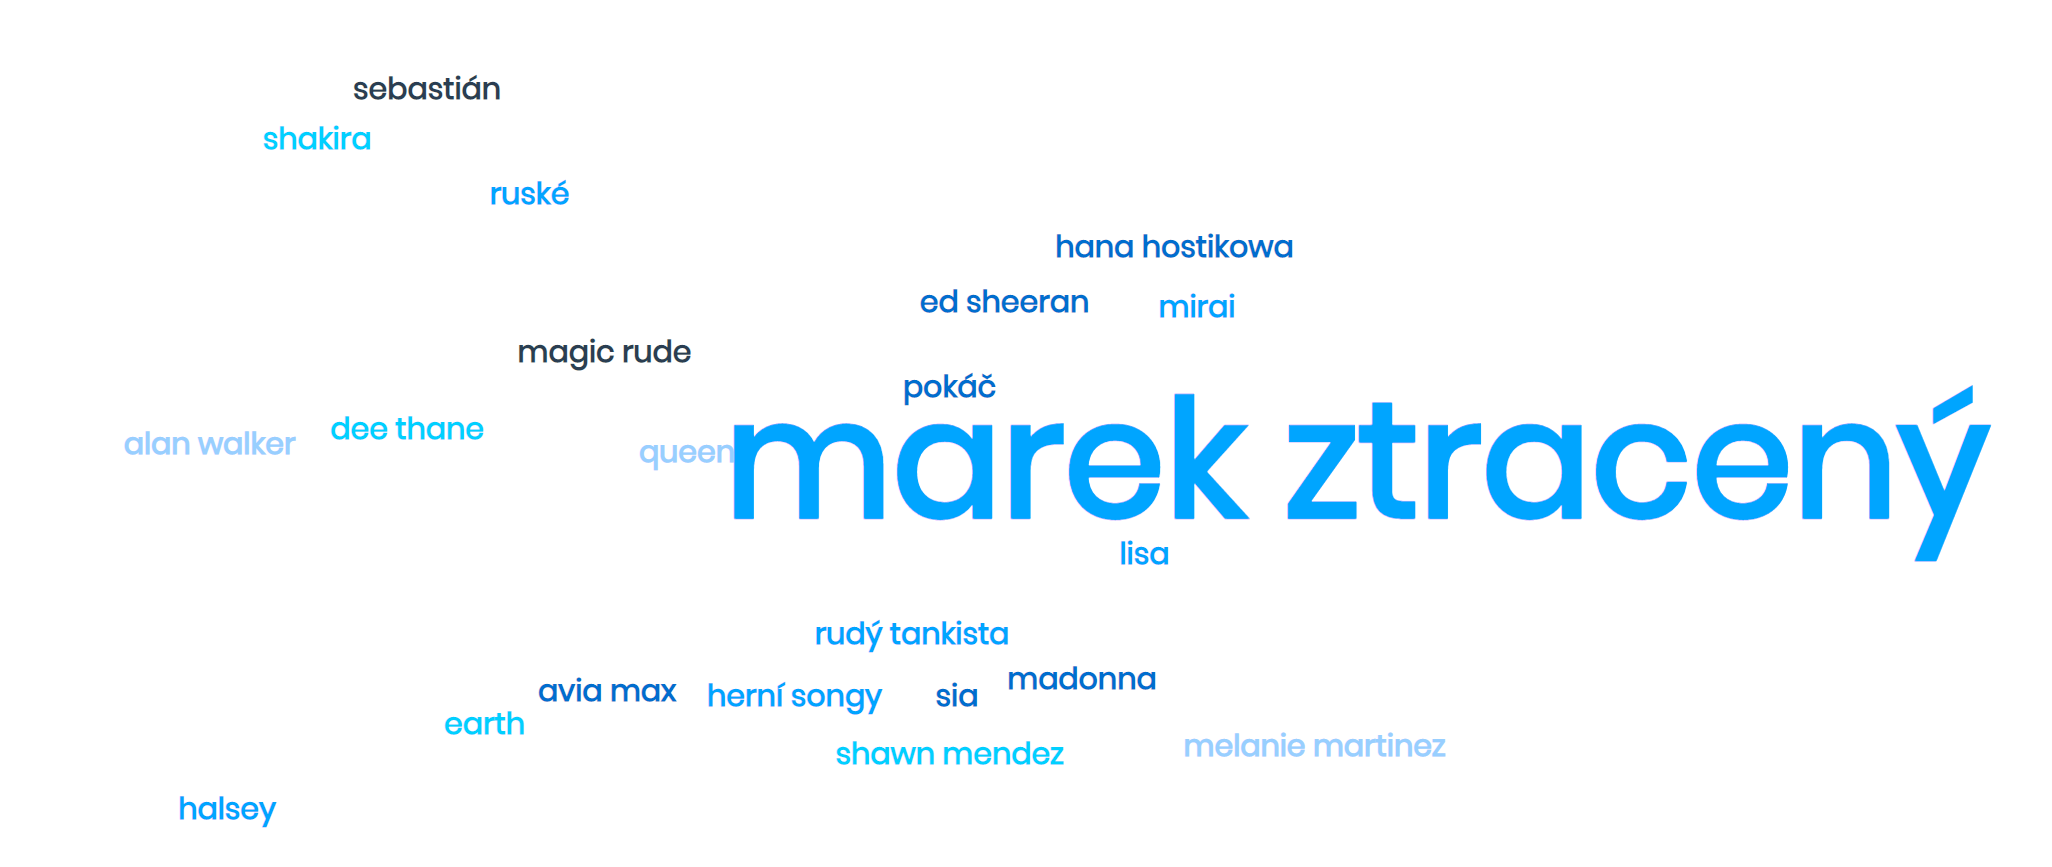 sebastián
shakira
ruské
hana hostikowa
ed sheeran
mirai
magic rude
pokáč
alan walker
dee thane
queen
marek ztracený
lisa
rudý tankista
madonna
avia max
herní songy
sia
earth
shawn mendez
melanie martinez
halsey